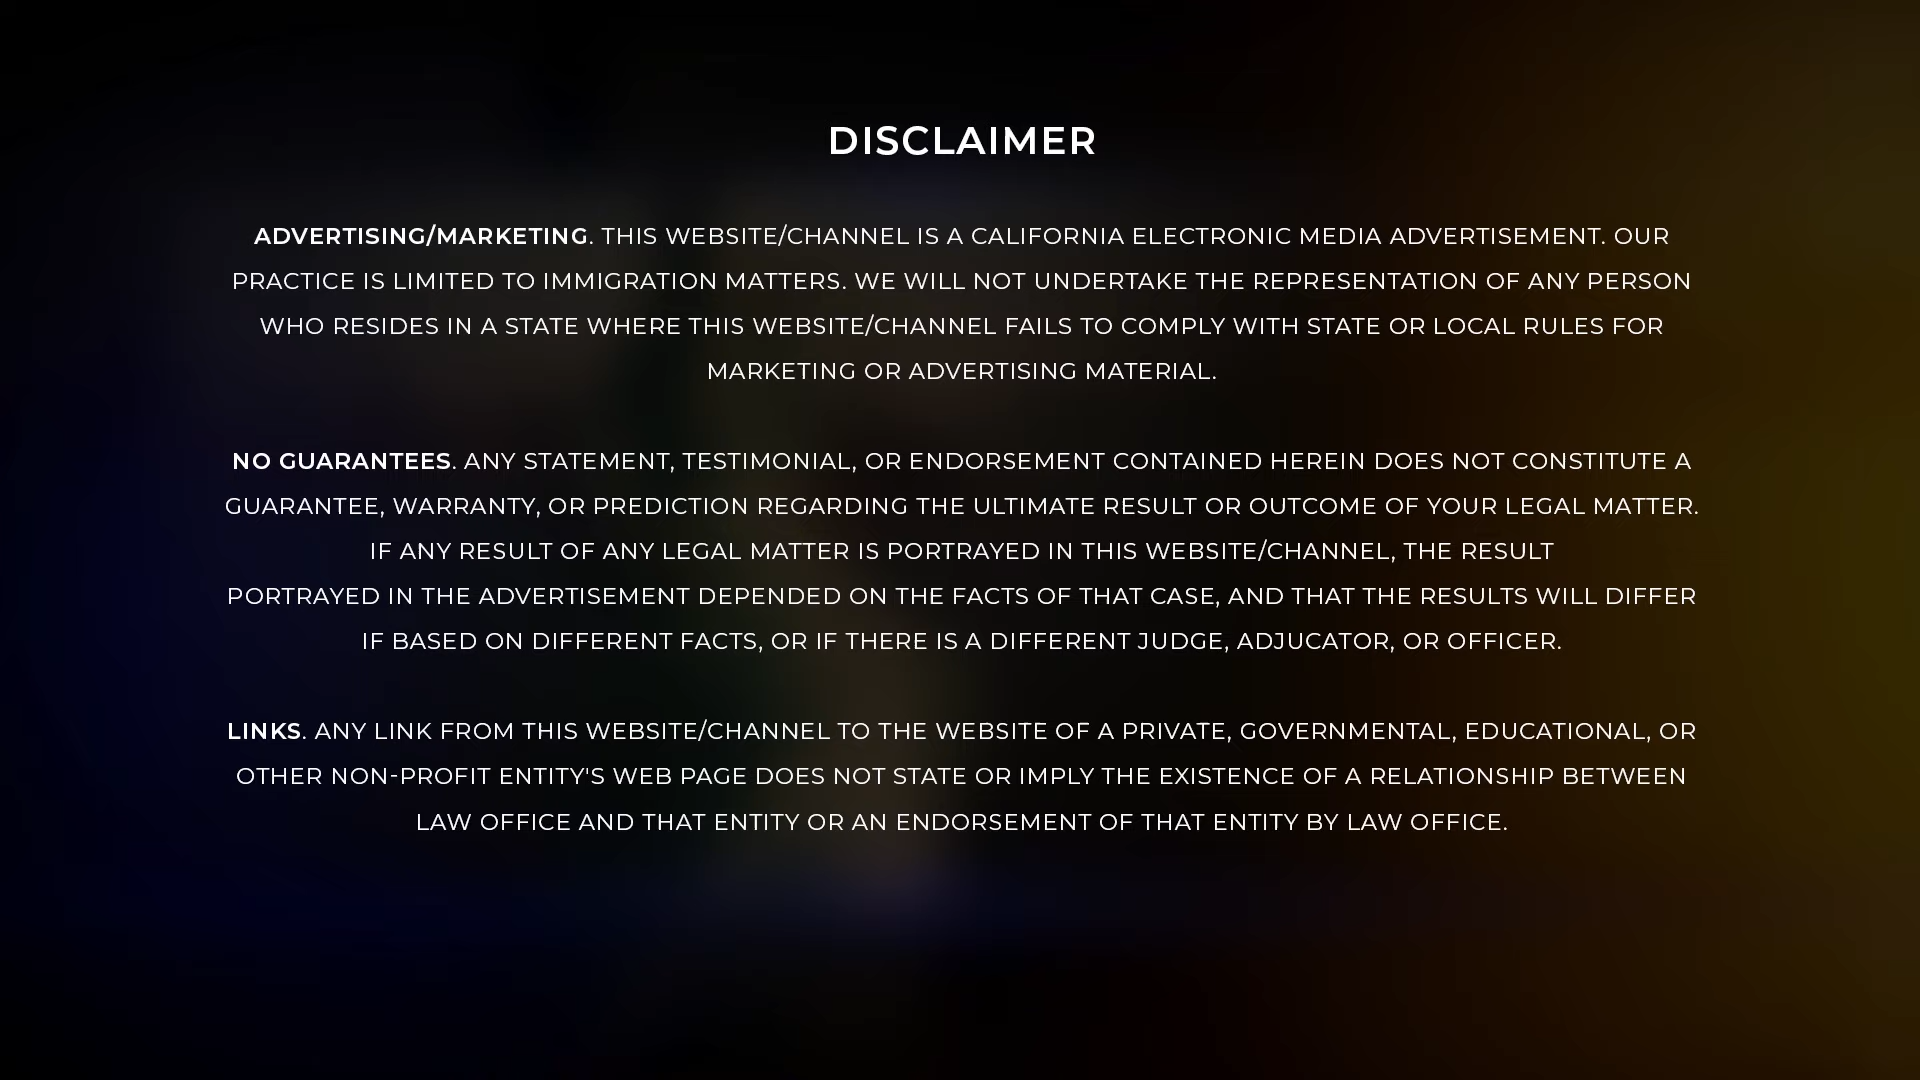 DISCLAIMER
ADVERTISING/MARKETING. THIS WEBSITE/CHANNEL IS A CALIFORNIA ELECTRONIC MEDIA ADVERTISEMENT. OUR
PRACTICE IS LIMITED TO IMMIGRATION MATTERS. WE WILL NOT UNDERTAKE THE REPRESENTATION OF ANY PERSON
WHO RESIDES IN A STATE WHERE THIS WEBSITE/CHANNEL FAILS TO COMPLY WITH STATE OR LOCAL RULES FOR
MARKETING OR ADVERTISING MATERIAL.
NO GUARANTEES. ANY STATEMENT, TESTIMONIAL, OR ENDORSEMENT CONTAINED HEREIN DOES NOT CONSTITUTE A
GUARANTEE, WARRANTY, OR PREDICTION REGARDING THE ULTIMATE RESULT OR OUTCOME OF YOUR LEGAL MATTER.
IF ANY RESULT OF ANY LEGAL MATTER IS PORTRAYED IN THIS WEBSITE/CHANNEL, THE RESULT
PORTRAYED IN THE ADVERTISEMENT DEPENDED ON THE FACTS OF THAT CASE, AND THAT THE RESULTS WILL DIFFER
IF BASED ON DIFFERENT FACTS, OR IF THERE IS A DIFFERENT JUDGE, ADJUCATOR, OR OFFICER.
LINKS. ANY LINK FROM THIS WEBSITE/CHANNEL TO THE WEBSITE OF A PRIVATE, GOVERNMENTAL, EDUCATIONAL, OR
OTHER NON-PROFIT ENTITY'S WEB PAGE DOES NOT STATE OR IMPLY THE EXISTENCE OF A RELATIONSHIP BETWEEN
LAW OFFICE AND THAT ENTITY OR AN ENDORSEMENT OF THAT ENTITY BY LAW OFFICE.